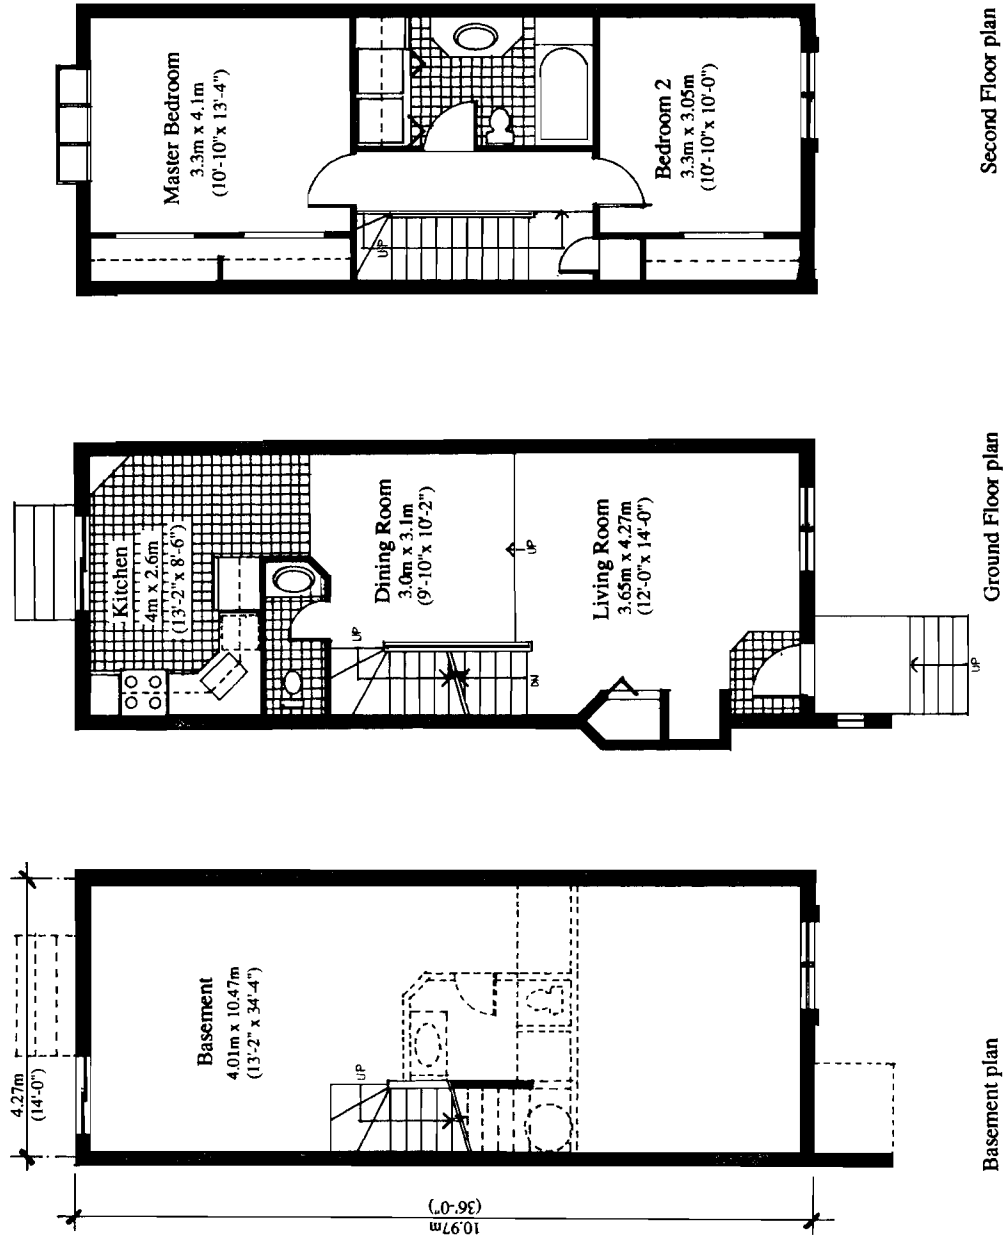 Basement plan
4.27m
(14'-0")
10.97m
(36'-0")
Basement
4.01m x 10.47m
(13'-2" x 34'-4")
UP
Ground Floor plan
Kitchen
4m x 2.6m
(13'-2"x 8'-6")
Dining Room
3.0m x 3.1m
(9'-10"x 10'-2")
Living Room
3.65m x 4.27m
(12'-0"x 14'-0")
UP
UP
DN
UP
Second Floor plan
Master Bedroom
3.3m x 4.1m
(10'-10"x 13'-4")
Bedroom 2
3.3m x 3.05m
(10'-10"x 10'-0")
UP